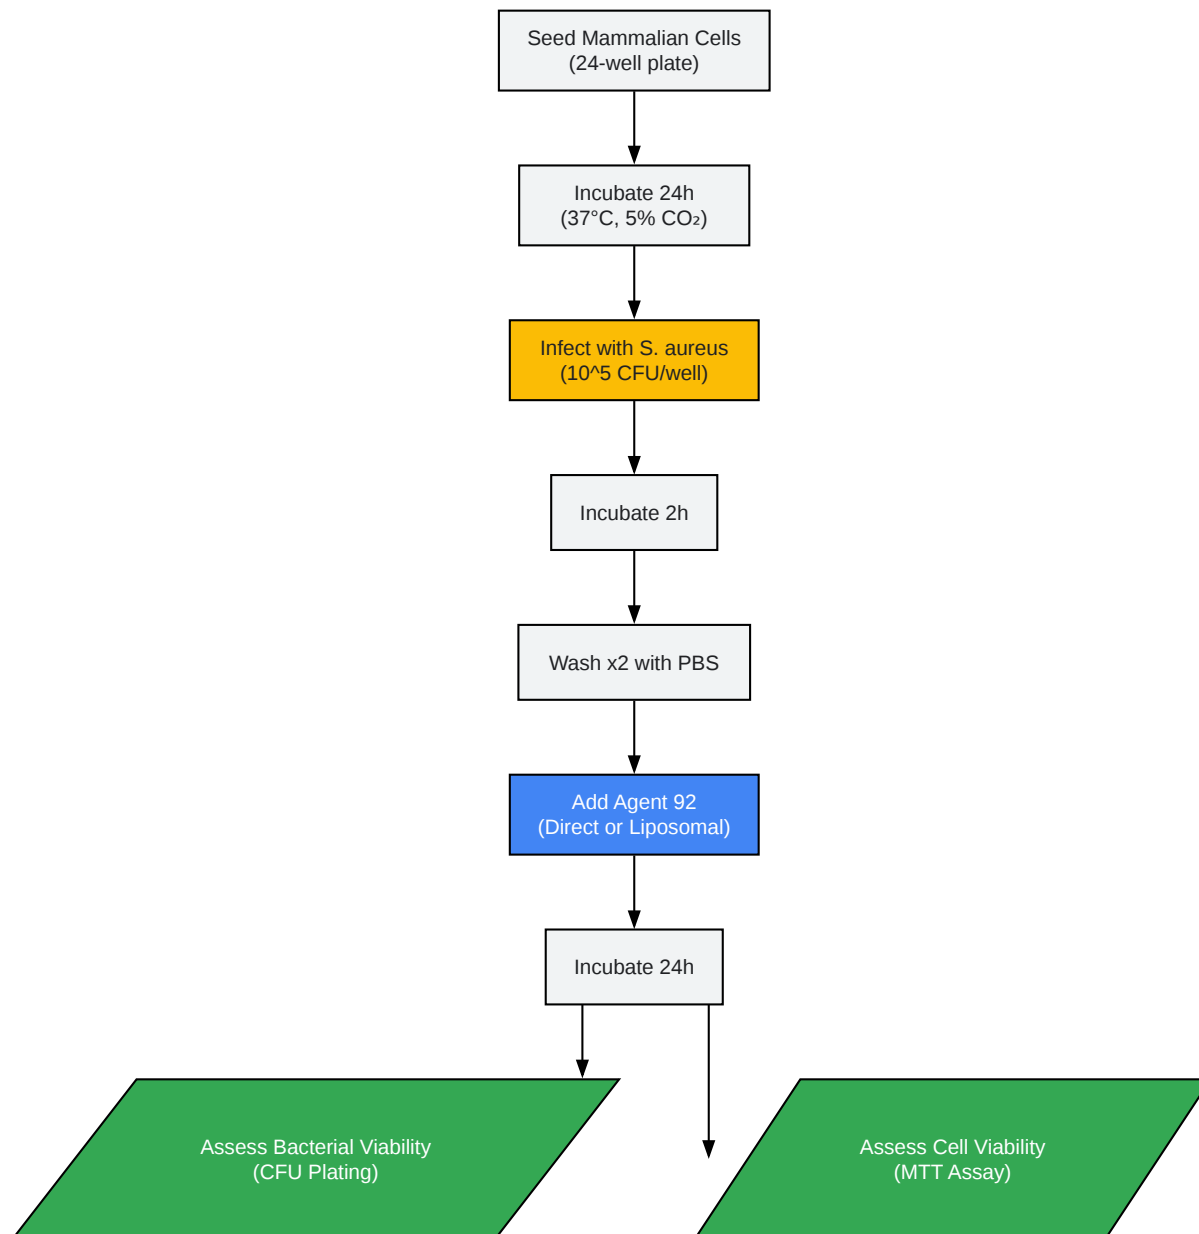 Seed Mammalian Cells
(24-well plate)
Incubate 24h
(37°C, 5% CO₂)
Infect with S. aureus
(10^5 CFU/well)
Incubate 2h
Wash x2 with PBS
Add Agent 92
(Direct or Liposomal)
Incubate 24h
Assess Bacterial Viability
(CFU Plating)
Assess Cell Viability
(MTT Assay)